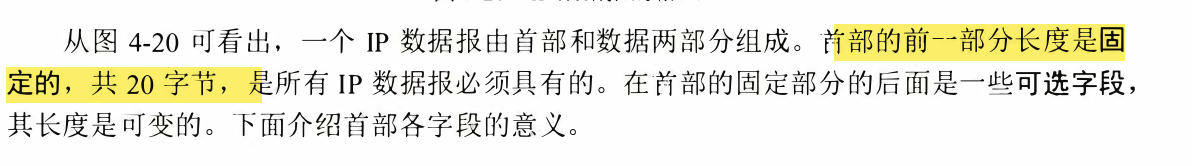 从图 4-20 可看出，一个 IP 数据报由首部和数据两部分组成。首部的前一部分长度是固
定的，共 20 字节，是所有 IP 数据报必须具有的。在首部的固定部分的后面是一些可选字段，
其长度是可变的。下面介绍首部各字段的意义。